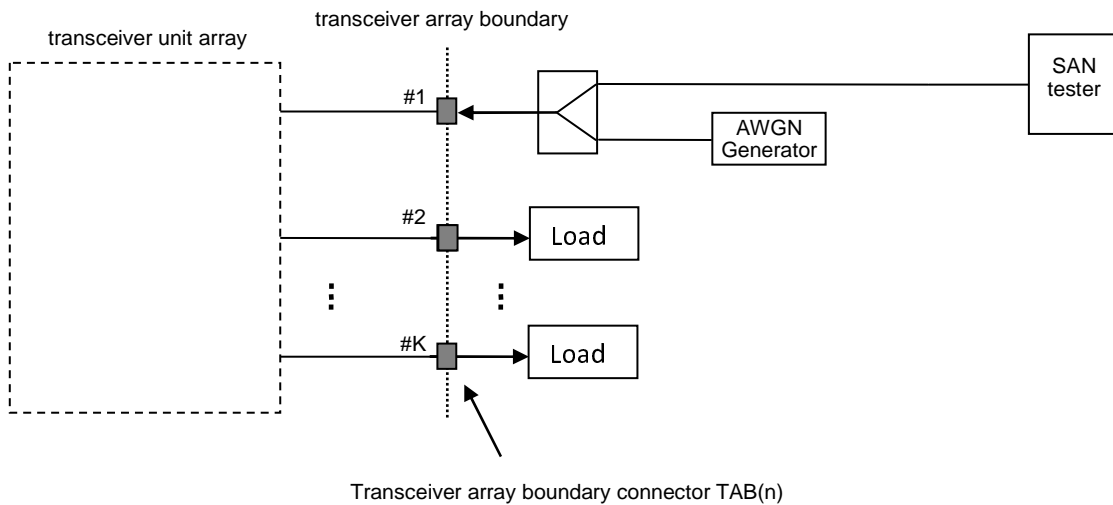 transceiver array boundary
transceiver unit array
SAN
tester
#1
AWGN
Generator
#2
Load
#K
Load
Transceiver array boundary connector TAB(n)